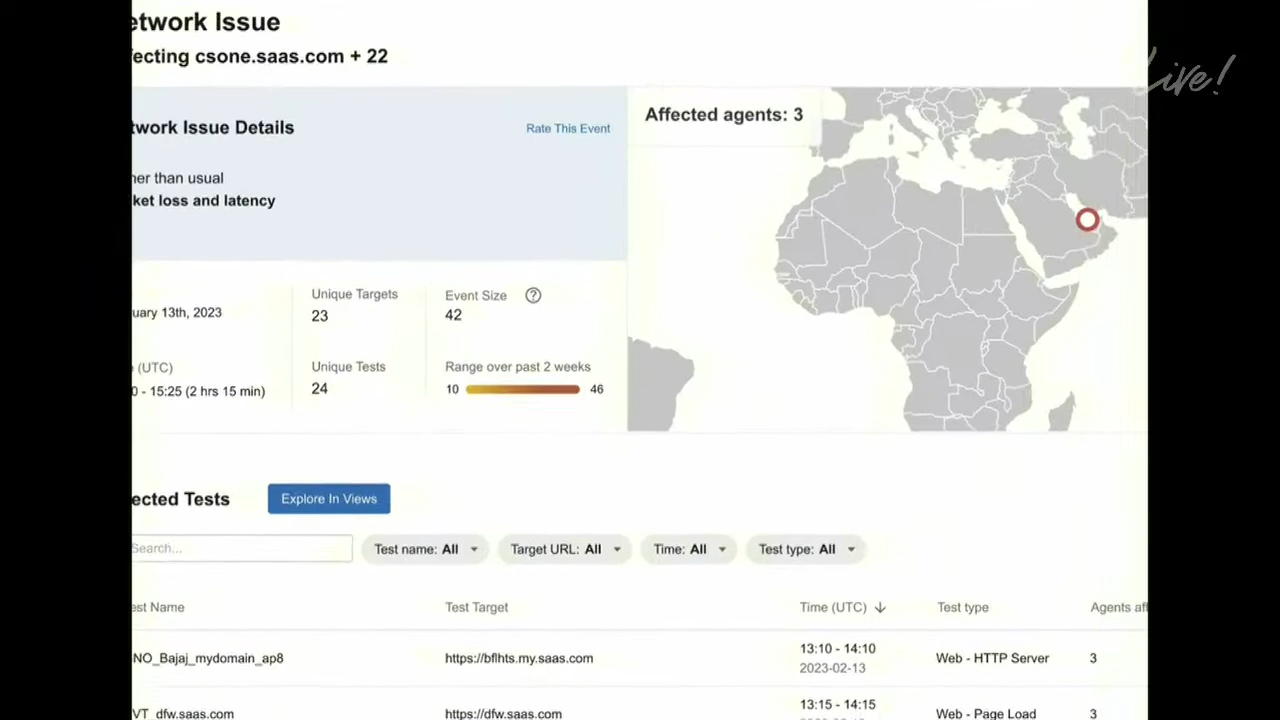 etwork Issue
fecting csone.saas.com + 22
Live!
twork Issue Details
Rate This Event
Affected agents: 3
her than usual
ket loss and latency
Unique Targets
Event Size ?
uary 13th, 2023
23
42
(UTC)
Unique Tests
Range over past 2 weeks
0 - 15:25 (2 hrs 15 min)
24
10
46
ected Tests
Explore In Views
Search...
Test name: All
Target URL: All
Time: All
Test type: All
est Name
Test Target
Time (UTC)
Test type
Agents aff
NO_Bajaj_mydomain_ap8
https://bflhts.my.saas.com
13:10 - 14:10
2023-02-13
Web - HTTP Server
3
VT_dfw.saas.com
https://dfw.saas.com
13:15 - 14:15
Web - Page Load
3